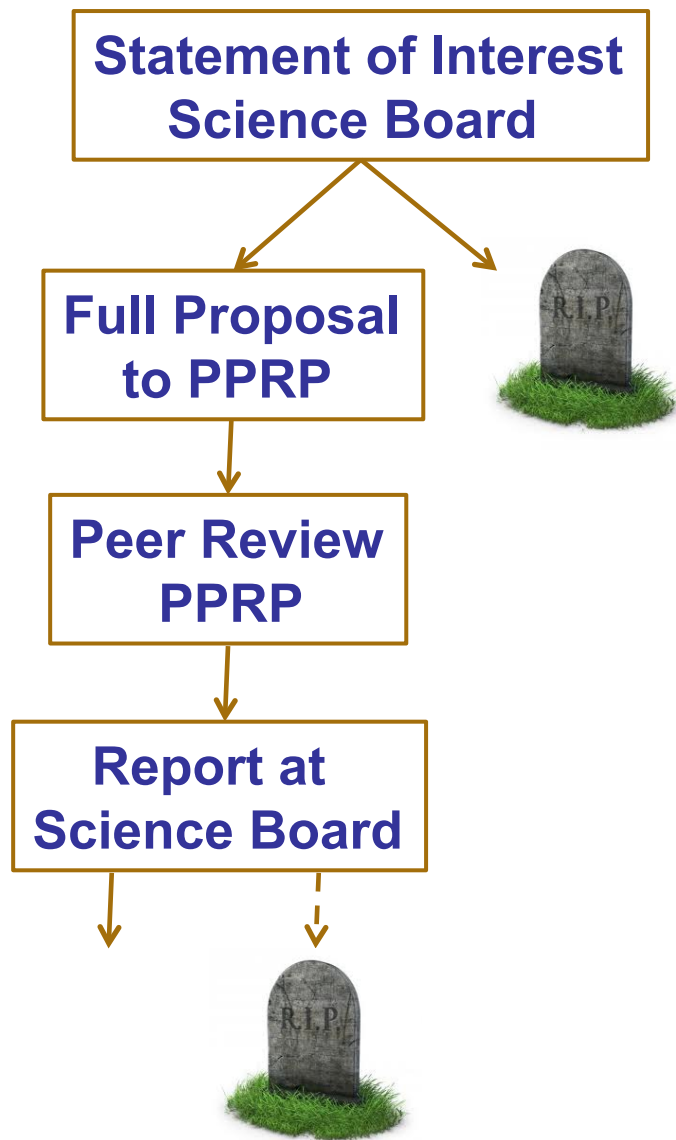 Statement of Interest
Science Board
Full Proposal
to PPRP
R.I.P.
Peer Review
PPRP
Report at
Science Board
R.I.P.